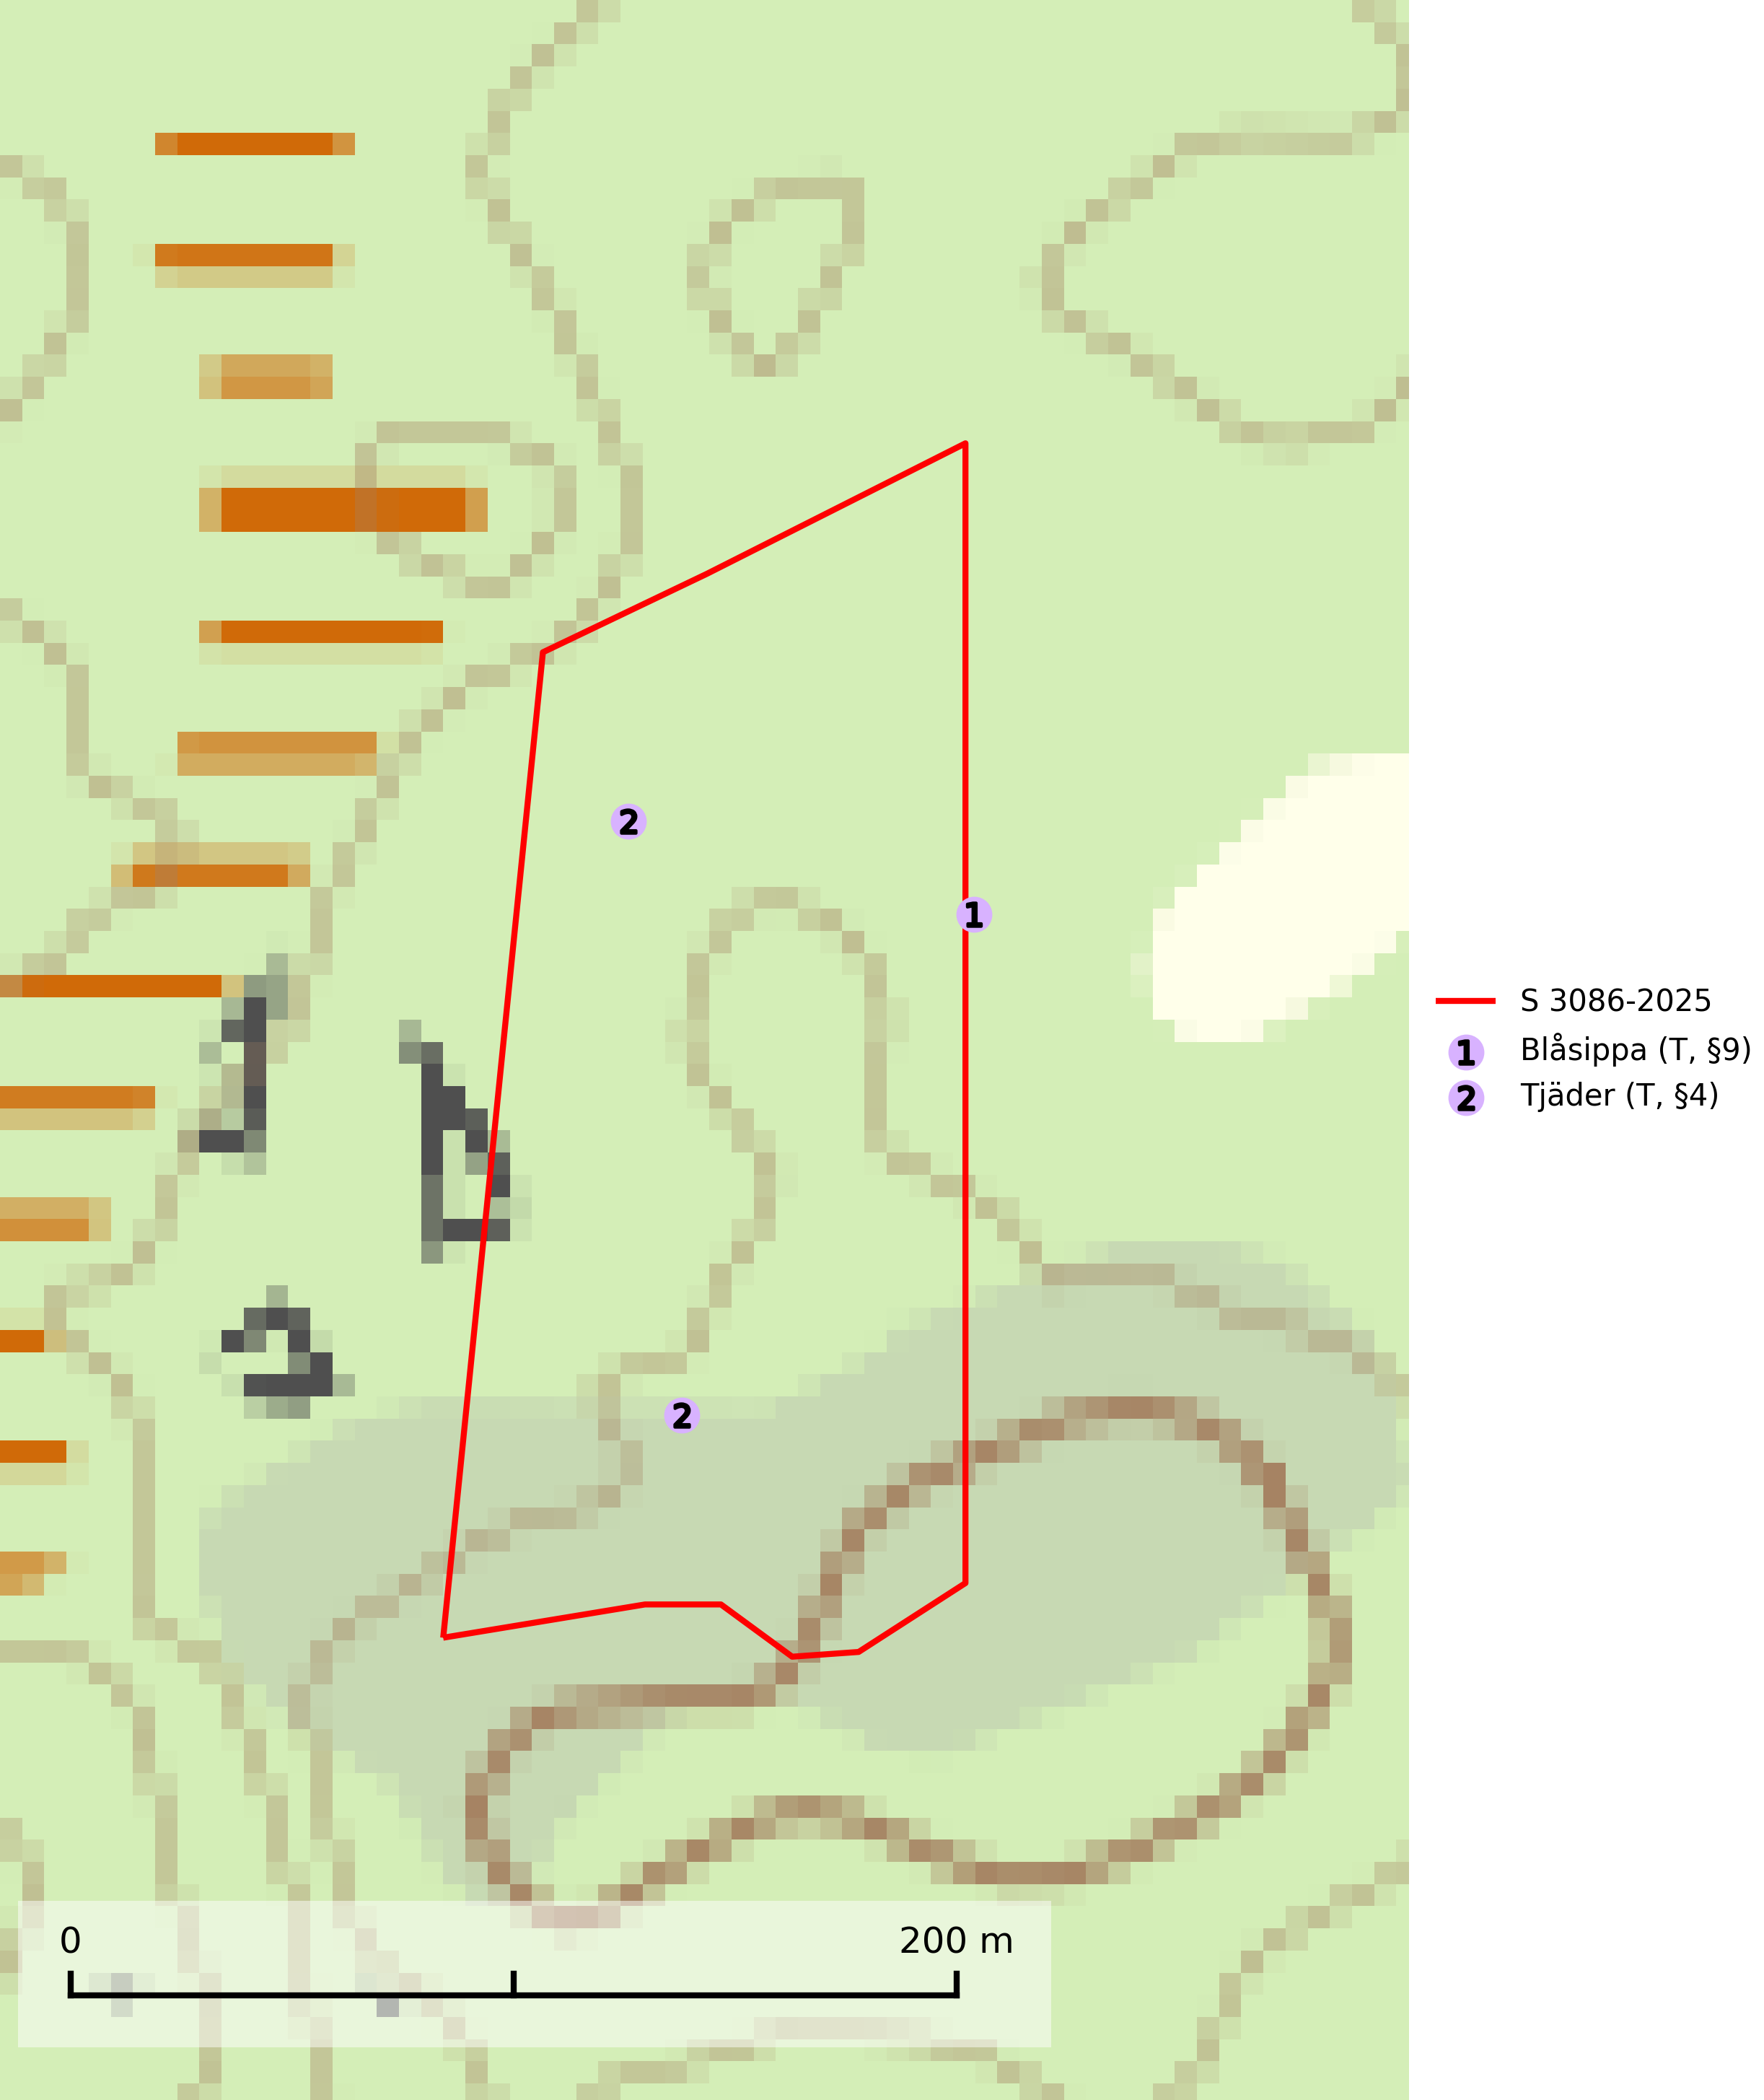 2
1
2
S 3086-2025
1 Blåsippa (T, §9)
2 Tjäder (T, §4)
0 200 m